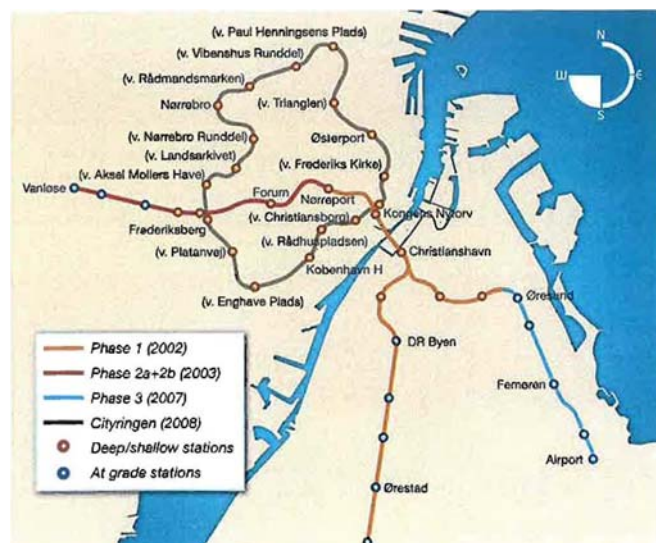 (v. Paul Henningsens Plads)
(v. Vibenshus Runddel)
(v. Rådmandsmarken)
Nørrebro
(v. Trianglen)
(v. Nørrebro Runddel)
Østerport
(v. Landsarkivet)
(v. Aksel Mollers Have)
(v. Frederiks Kirke)
Vanløse
Forum
Nørreport
(v. Christiansborg)
Kongens Nytorv
Frederiksberg
(v. Rådhuspladsen)
(v. Platanvej)
Christianshavn
København H
(v. Enghave Plads)
Øresund
DR Byen
Femøren
Airport
Ørestad
N
W
E
S
Phase 1 (2002)
Phase 2a+2b (2003)
Phase 3 (2007)
Cityringen (2008)
Deep/shallow stations
At grade stations